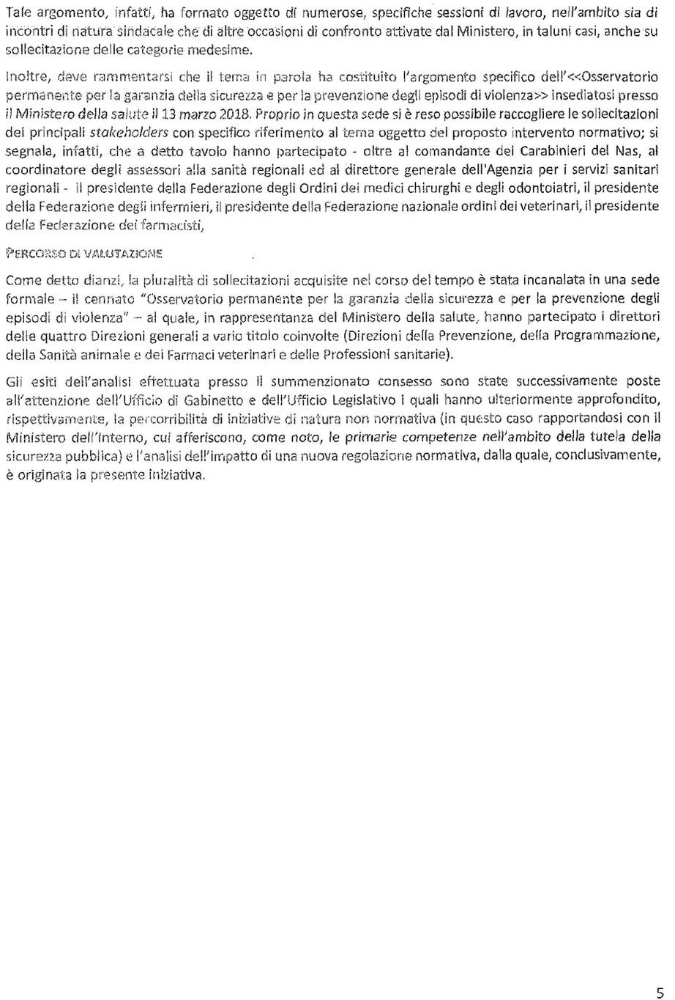 Tale argomento, infatti, ha formato oggetto di numerose, specifiche sessioni di lavoro, nell'ambito sia di
incontri di natura sindacale che di altre occasioni di confronto attivate dal Ministero, in taluni casi, anche su
sollecitazione delle categorie medesime.
Inoltre, deve rammentarsi che il tema in parola ha costituito l'argomento specifico dell'<<Osservatorio
permanente per la garanzia della sicurezza e per la prevenzione degli episodi di violenza>> insediatosi presso
il Ministero della salute il 13 marzo 2018. Proprio in questa sede si è reso possibile raccogliere le sollecitazioni
dei principali stakeholders con specifico riferimento al tema oggetto del proposto intervento normativo; si
segnala, infatti, che a detto tavolo hanno partecipato - oltre al comandante dei Carabinieri del Nas, al
coordinatore degli assessori alla sanità regionali ed al direttore generale dell'Agenzia per i servizi sanitari
regionali - il presidente della Federazione degli Ordini dei medici chirurghi e degli odontoiatri, il presidente
della Federazione degli infermieri, il presidente della Federazione nazionale ordini dei veterinari, il presidente
della Federazione dei farmacisti,
PERCORSO DI VALUTAZIONE
Come detto dianzi, la pluralità di sollecitazioni acquisite nel corso del tempo è stata incanalata in una sede
formale – il cennato "Osservatorio permanente per la garanzia della sicurezza e per la prevenzione degli
episodi di violenza" – al quale, in rappresentanza del Ministero della salute, hanno partecipato i direttori
delle quattro Direzioni generali a vario titolo coinvolte (Direzioni della Prevenzione, della Programmazione,
della Sanità animale e dei Farmaci veterinari e delle Professioni sanitarie).
Gli esiti dell'analisi effettuata presso il summenzionato consesso sono state successivamente poste
all'attenzione dell'Ufficio di Gabinetto e dell'Ufficio Legislativo i quali hanno ulteriormente approfondito,
rispettivamente, la percorribilità di iniziative di natura non normativa (in questo caso rapportandosi con il
Ministero dell'interno, cui afferiscono, come noto, le primarie competenze nell'ambito della tutela della
sicurezza pubblica) e l'analisi dell'impatto di una nuova regolazione normativa, dalla quale, conclusivamente,
è originata la presente iniziativa.
5